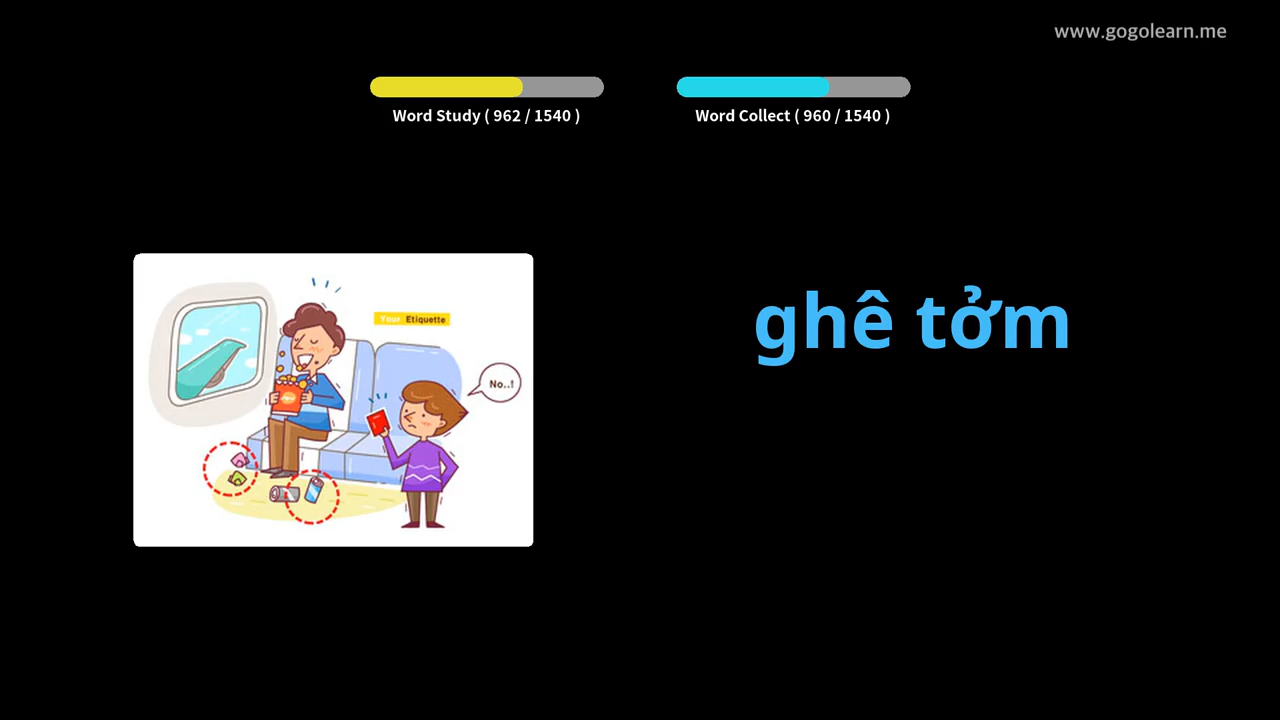 www.gogolearn.me
Word Study ( 962 / 1540 )
Word Collect ( 960 / 1540 )
Your Etiquette
No..!
ghê tởm